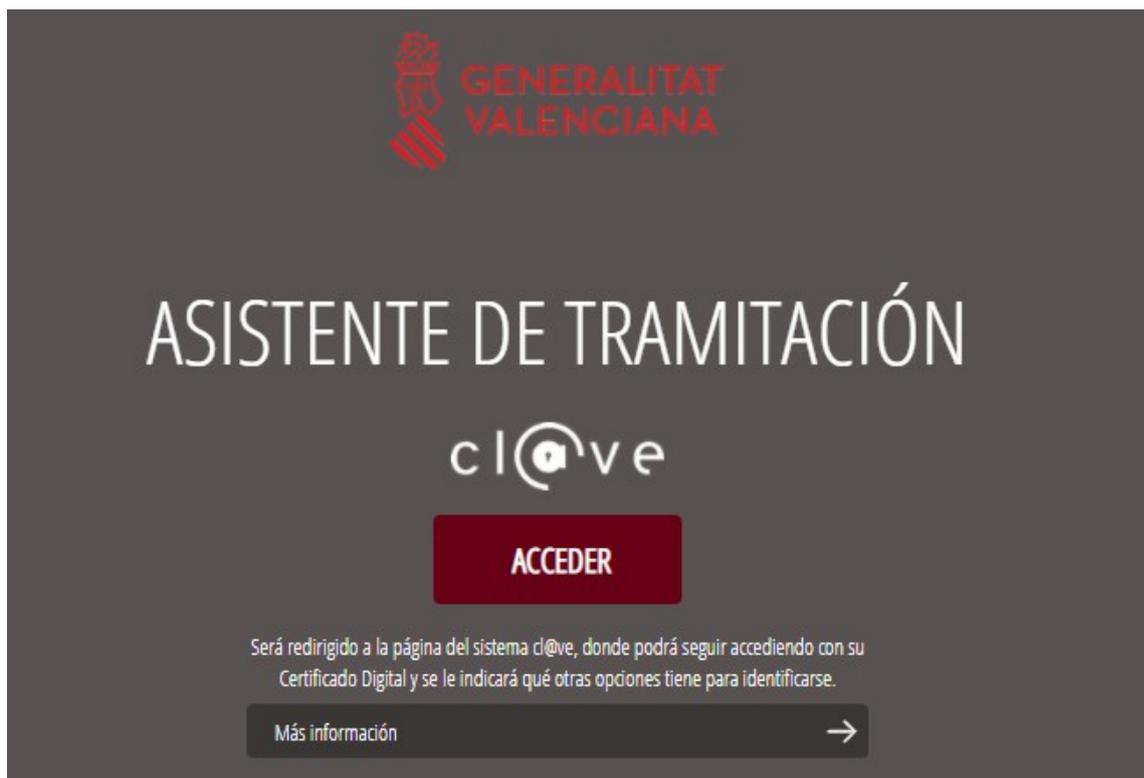 GENERALITAT
VALENCIANA
ASISTENTE DE TRAMITACIÓN
cl@ve
ACCEDER
Será redirigido a la página del sistema cl@ve, donde podrá seguir accediendo con su
Certificado Digital y se le indicará qué otras opciones tiene para identificarse.
Más información